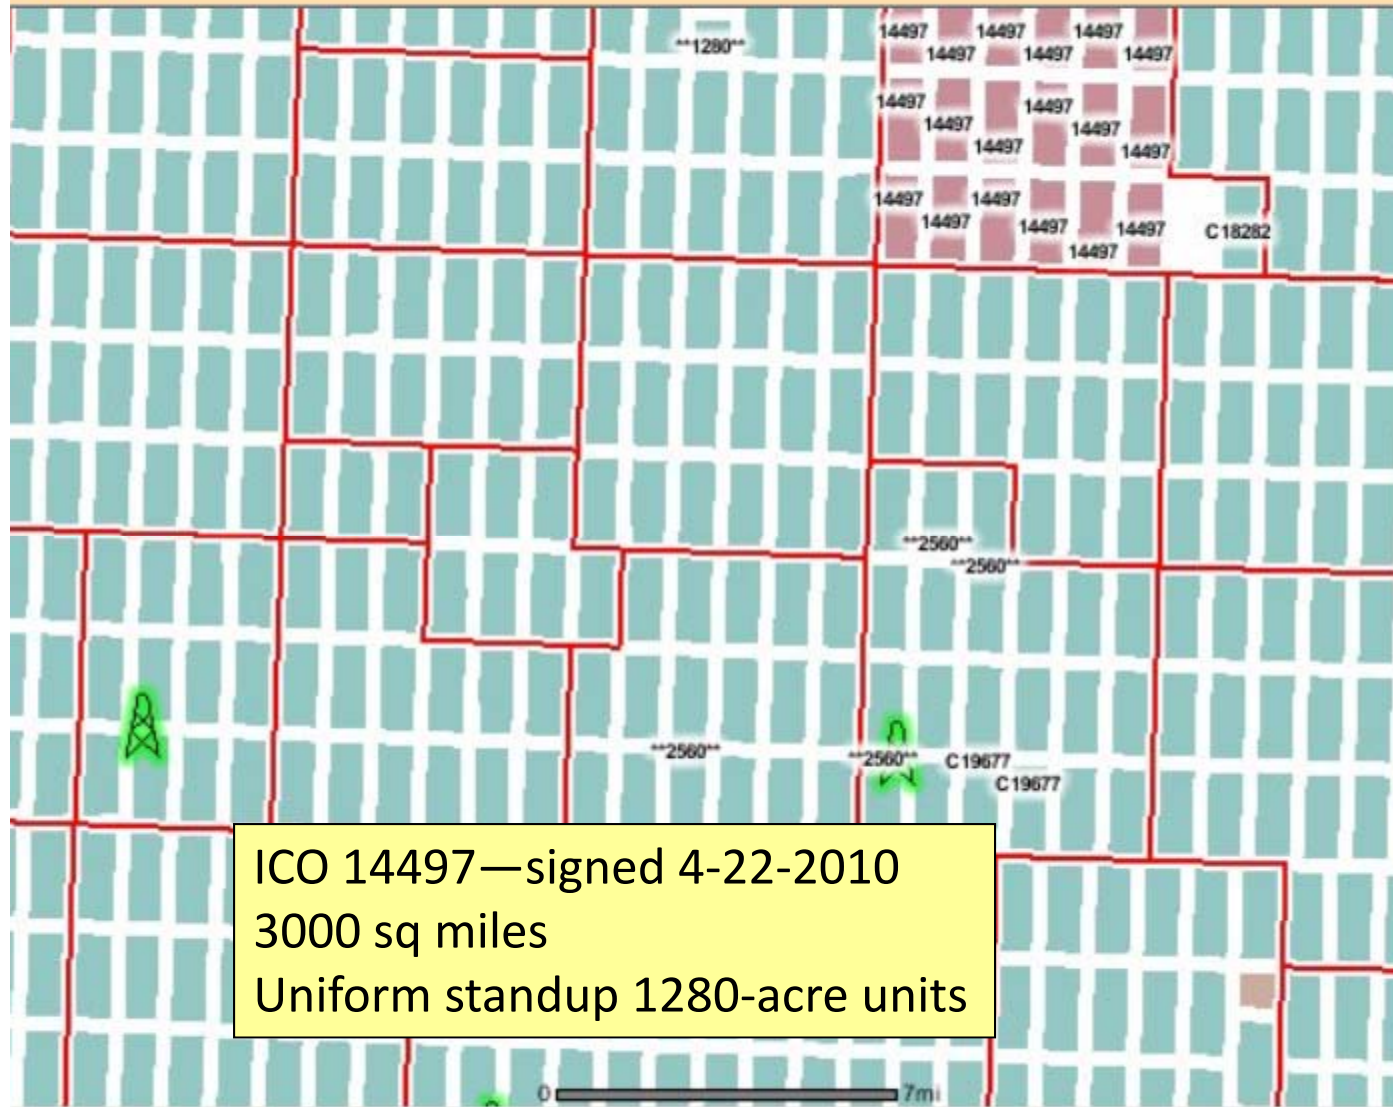 14497 14497 14497
**1280**
14497 14497 14497
14497 14497
14497 14497
14497 14497
14497 14497
14497 14497 14497
14497 14497
C18282
**2560**
**2560**
**2560** **2560** C19677
C19677
ICO 14497—signed 4-22-2010
3000 sq miles
Uniform standup 1280-acre units
0 7mi